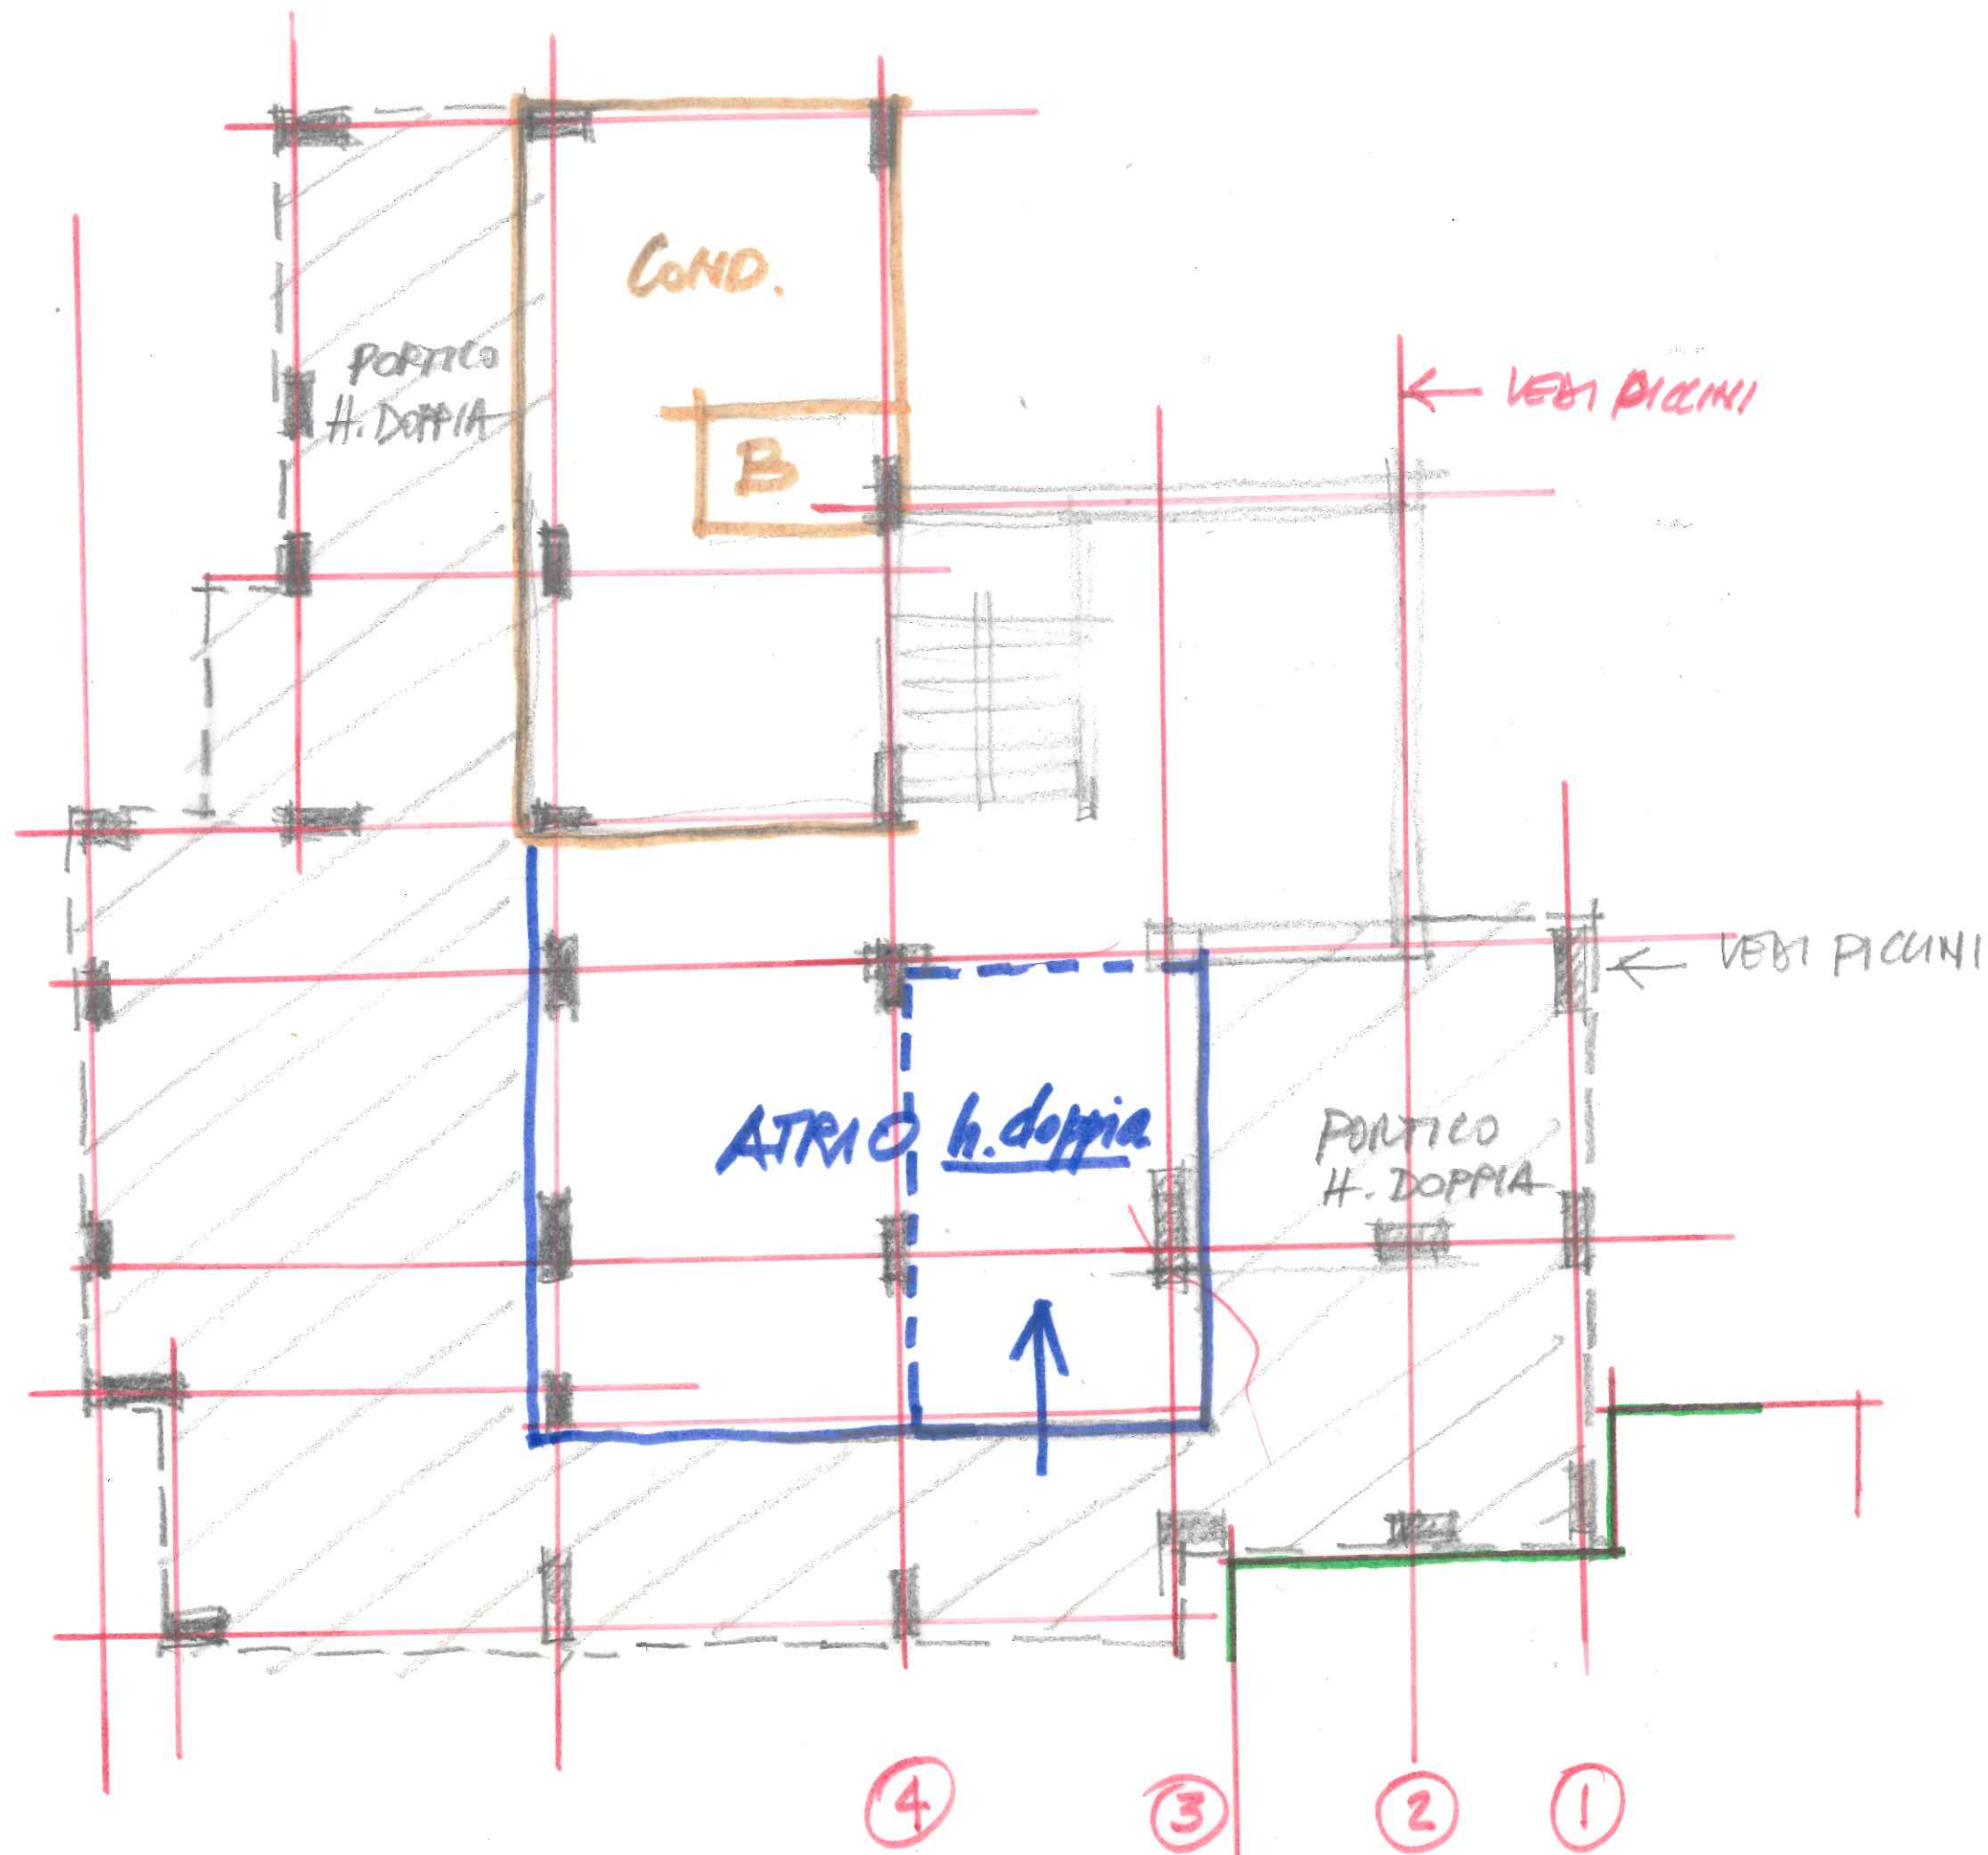 COND.
PORTICO
H. DOPPIA
← VEDI PICCINI
B
← VEDI PICCINI
ATRIO h. doppia
PORTICO
H. DOPPIA
4 3 2 1